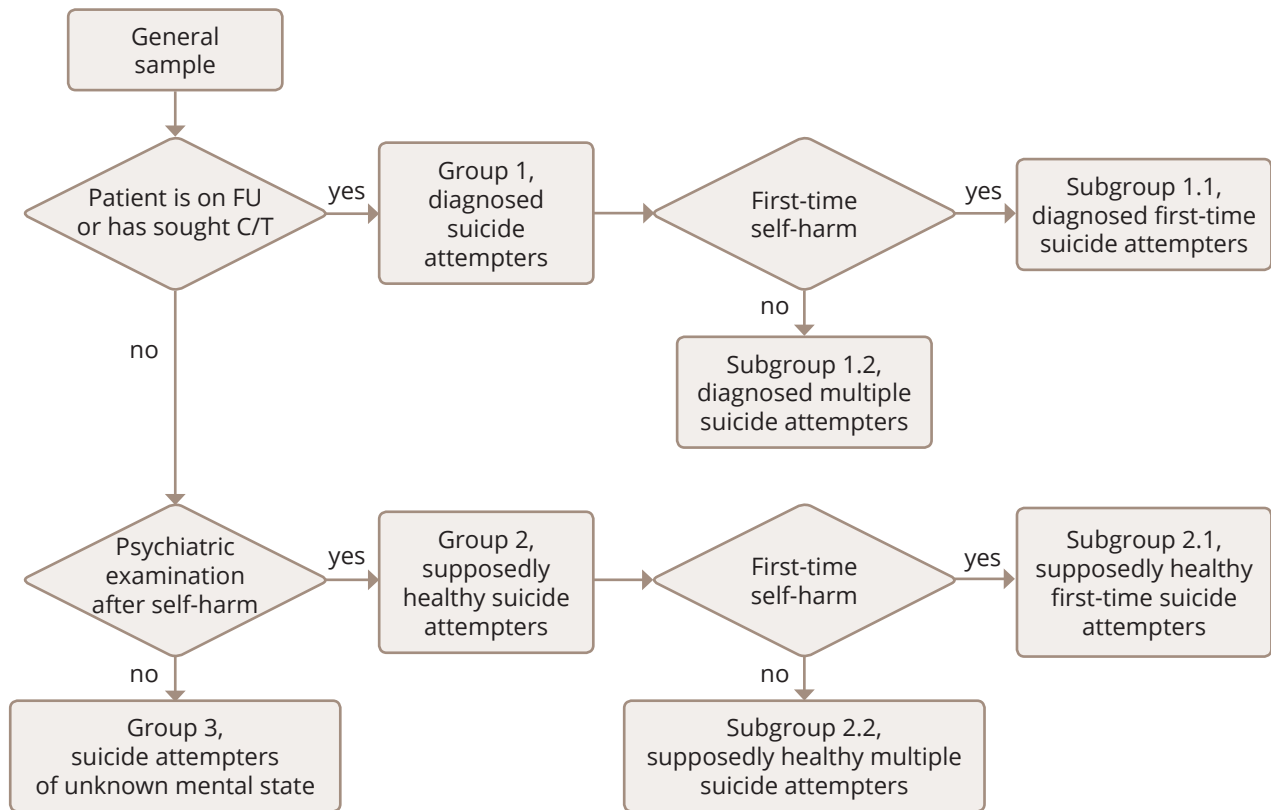 General
sample
Patient is on FU
or has sought C/T
yes
Group 1,
diagnosed
suicide
attempters
First-time
self-harm
yes
Subgroup 1.1,
diagnosed first-time
suicide attempters
no
Subgroup 1.2,
diagnosed multiple
suicide attempters
no
Psychiatric
examination
after self-harm
yes
Group 2,
supposedly
healthy suicide
attempters
First-time
self-harm
yes
Subgroup 2.1,
supposedly healthy
first-time suicide
attempters
no
Group 3,
suicide attempters
of unknown mental state
no
Subgroup 2.2,
supposedly healthy multiple
suicide attempters